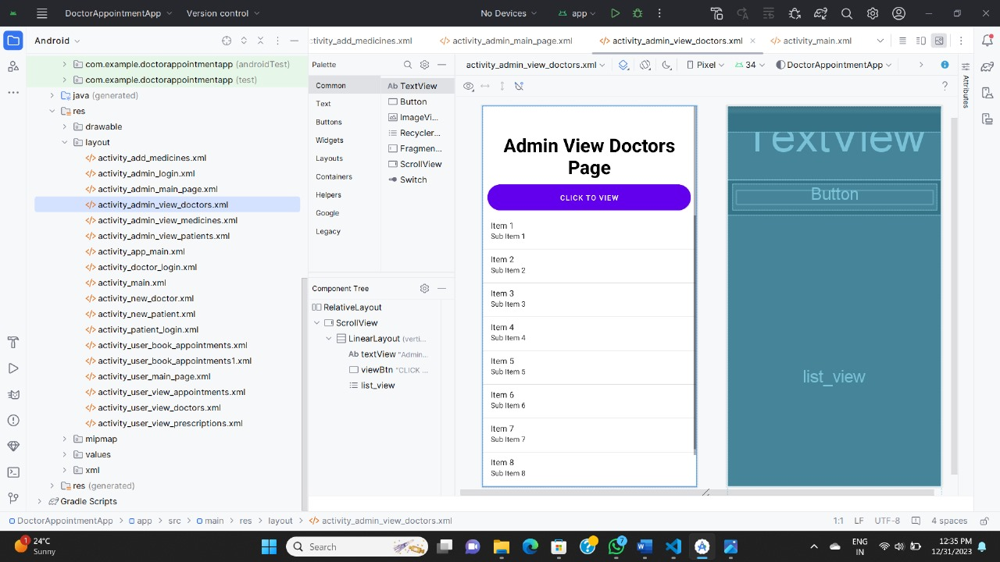 DoctorAppointmentApp
Version control
No Devices
app
Android
ctivity_add_medicines.xml
activity_admin_main_page.xml
activity_admin_view_doctors.xml
activity_main.xml
com.example.doctorappointmentapp (androidTest)
com.example.doctorappointmentapp (test)
java (generated)
res
drawable
layout
activity_add_medicines.xml
activity_admin_login.xml
activity_admin_main_page.xml
activity_admin_view_doctors.xml
activity_admin_view_medicines.xml
activity_admin_view_patients.xml
activity_app_main.xml
activity_doctor_login.xml
activity_main.xml
activity_new_doctor.xml
activity_new_patient.xml
activity_patient_login.xml
activity_user_book_appointments.xml
activity_user_book_appointments1.xml
activity_user_main_page.xml
activity_user_view_appointments.xml
activity_user_view_doctors.xml
activity_user_view_prescriptions.xml
mipmap
values
xml
res (generated)
Gradle Scripts
Palette
Common
Text
Buttons
Widgets
Layouts
Containers
Helpers
Google
Legacy
Ab TextView
Button
ImageVi...
Recycler...
Fragmen...
ScrollView
Switch
Component Tree
RelativeLayout
ScrollView
LinearLayout (verti...
Ab textView "Admin...
viewBtn "CLICK ...
list_view
activity_admin_view_doctors.xml
Pixel
34
DoctorAppointmentApp
Attributes
Admin View Doctors
Page
CLICK TO VIEW
Item 1
Sub Item 1
Item 2
Sub Item 2
Item 3
Sub Item 3
Item 4
Sub Item 4
Item 5
Sub Item 5
Item 6
Sub Item 6
Item 7
Sub Item 7
Item 8
Sub Item 8
TextView
Button
list_view
DoctorAppointmentApp > app > src > main > res > layout > activity_admin_view_doctors.xml
1:1 LF UTF-8 4 spaces
1
24°C
Sunny
Search
7
ENG
IN
12:35 PM
12/31/2023